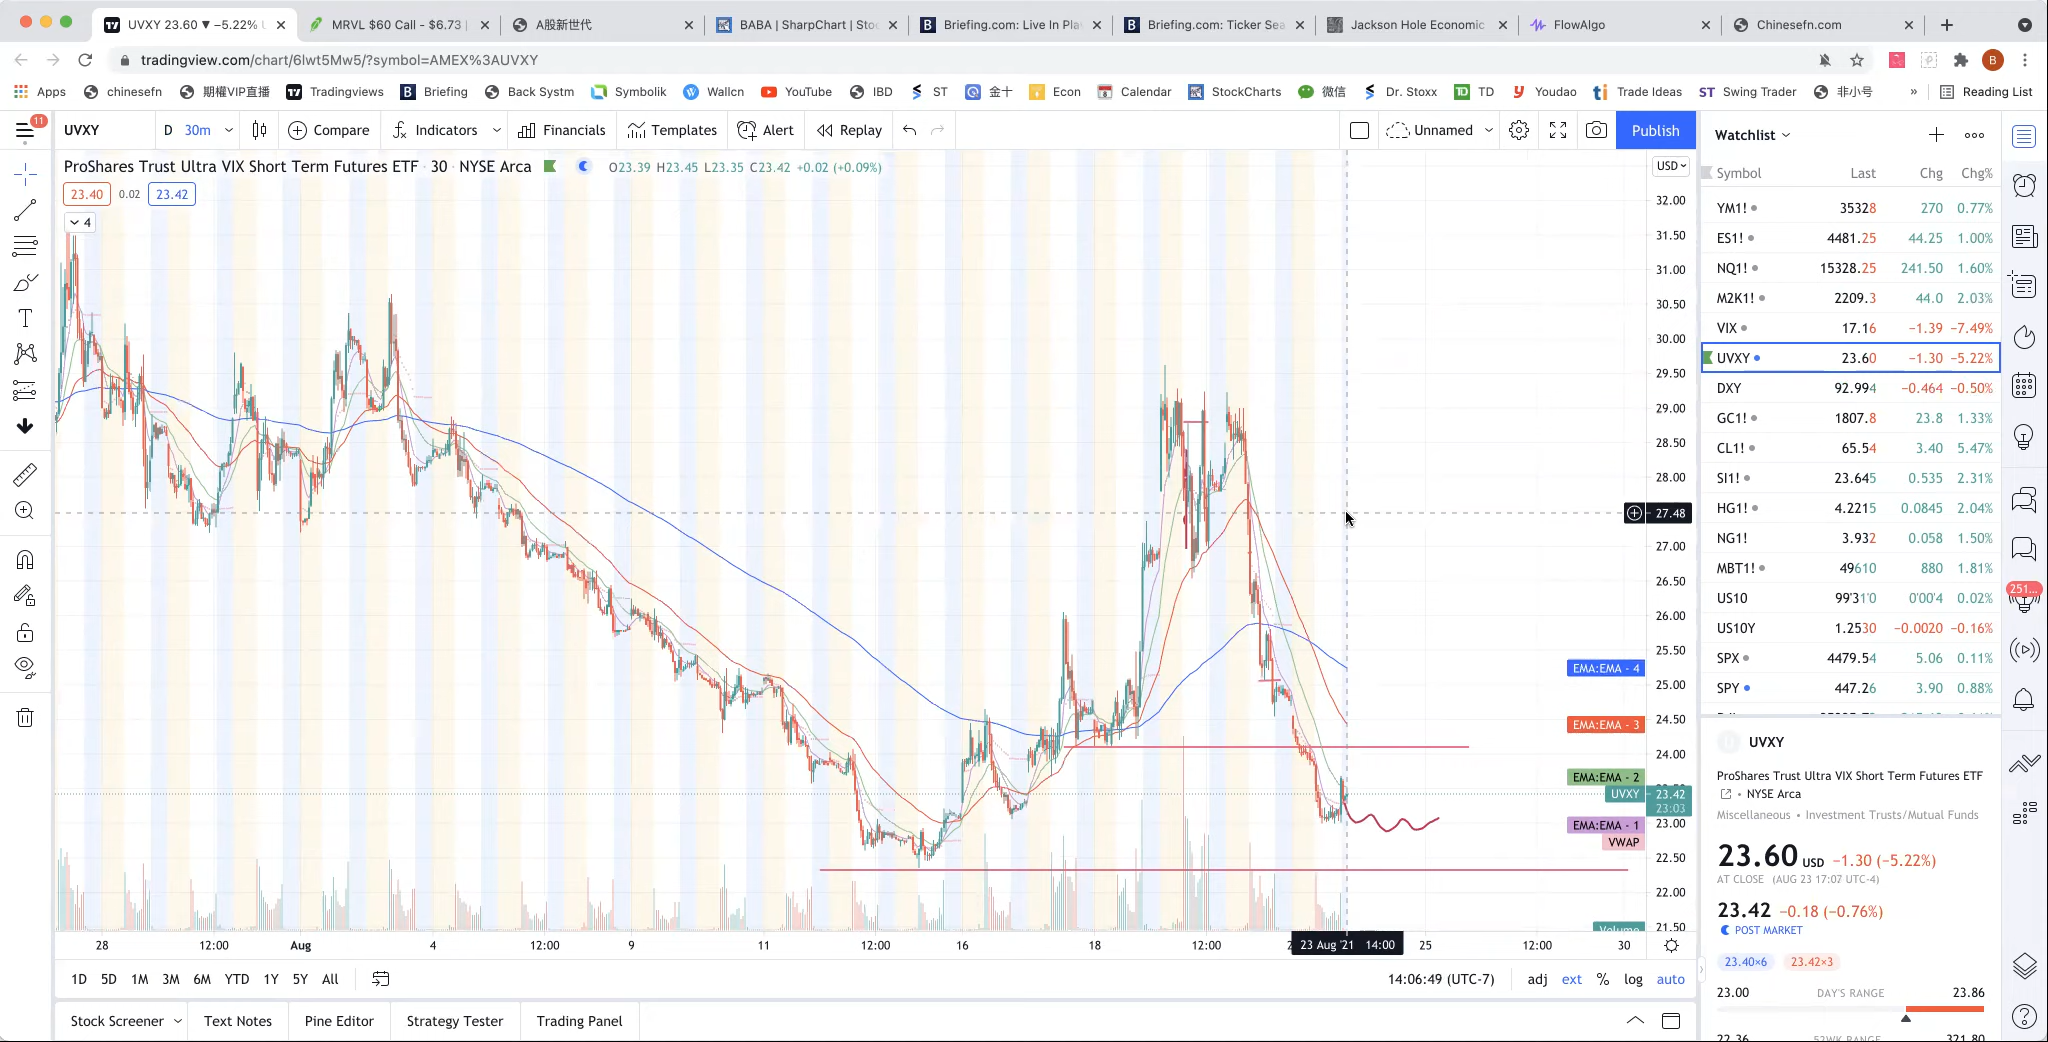 UVXY 23.60 ▼ −5.22% U
MRVL $60 Call - $6.73 |
A股新世代
BABA | SharpChart | Sto
Briefing.com: Live In Pla
Briefing.com: Ticker Sea
Jackson Hole Economic
FlowAlgo
Chinesefn.com
tradingview.com/chart/6lwt5Mw5/?symbol=AMEX%3AUVXY
B
Apps chinesefn 期權VIP直播 Tradingviews Briefing Back Systm Symbolik Wallcn YouTube IBD ST 金十 Econ Calendar StockCharts 微信 Dr. Stoxx TD Youdao Trade Ideas Swing Trader 非小号 » Reading List
11
UVXY D 30m Compare Indicators Financials Templates Alert Replay Unnamed Publish
ProShares Trust Ultra VIX Short Term Futures ETF · 30 · NYSE Arca O23.39 H23.45 L23.35 C23.42 +0.02 (+0.09%)
23.40 0.02 23.42
4
USD
32.00
31.50
31.00
30.50
30.00
29.50
29.00
28.50
28.00
27.48
27.00
26.50
26.00
25.50
EMA:EMA - 4
25.00
EMA:EMA - 3
24.50
24.00
EMA:EMA - 2
UVXY 23.42
23:03
EMA:EMA - 1
23.00
VWAP
22.50
22.00
21.50
Volume
28 12:00 Aug 4 12:00 9 11 12:00 16 18 12:00 23 Aug '21 14:00 25 12:00 30
1D 5D 1M 3M 6M YTD 1Y 5Y All
14:06:49 (UTC-7) adj ext % log auto
Stock Screener Text Notes Pine Editor Strategy Tester Trading Panel
Watchlist
Symbol Last Chg Chg%
YM1! 35328 270 0.77%
ES1! 4481.25 44.25 1.00%
NQ1! 15328.25 241.50 1.60%
M2K1! 2209.3 44.0 2.03%
VIX 17.16 −1.39 −7.49%
UVXY 23.60 −1.30 −5.22%
DXY 92.994 −0.464 −0.50%
GC1! 1807.8 23.8 1.33%
CL1! 65.54 3.40 5.47%
SI1! 23.645 0.535 2.31%
HG1! 4.2215 0.0845 2.04%
NG1! 3.932 0.058 1.50%
MBT1! 49610 880 1.81%
US10 99'31'0 0'00'4 0.02%
US10Y 1.2530 −0.0020 −0.16%
SPX 4479.54 5.06 0.11%
SPY 447.26 3.90 0.88%
UVXY
ProShares Trust Ultra VIX Short Term Futures ETF
• NYSE Arca
Miscellaneous • Investment Trusts/Mutual Funds
23.60 USD −1.30 (−5.22%)
AT CLOSE (AUG 23 17:07 UTC-4)
23.42 −0.18 (−0.76%)
POST MARKET
23.40×6 23.42×3
23.00 DAY'S RANGE 23.86
22.36 52WK RANGE 321.80
251...